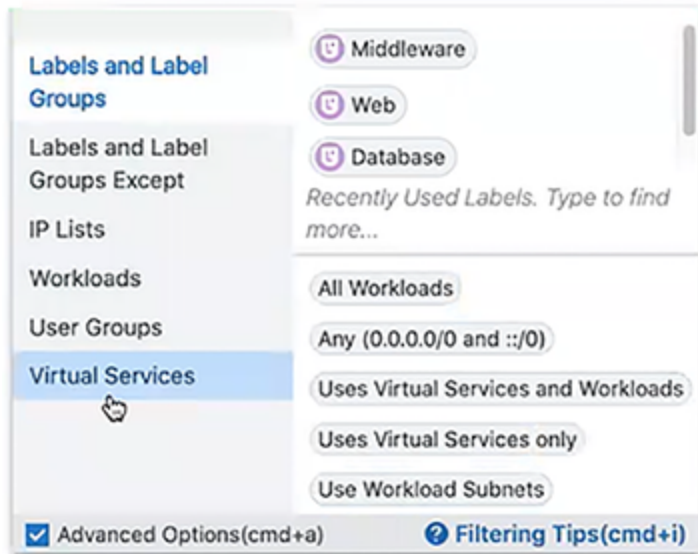 Labels and Label
Groups
Labels and Label
Groups Except
IP Lists
Workloads
User Groups
Virtual Services
Middleware
Web
Database
Recently Used Labels. Type to find
more...
All Workloads
Any (0.0.0.0/0 and ::/0)
Uses Virtual Services and Workloads
Uses Virtual Services only
Use Workload Subnets
Advanced Options(cmd+a)
Filtering Tips(cmd+i)